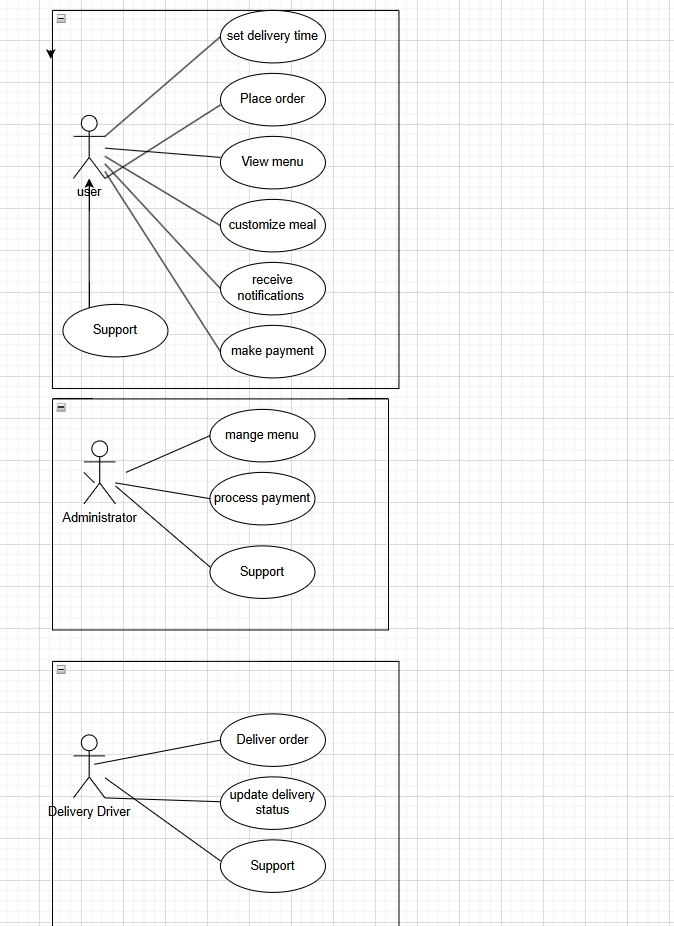 set delivery time
Place order
View menu
user
customize meal
receive
notifications
Support
make payment
mange menu
process payment
Administrator
Support
Deliver order
update delivery
status
Delivery Driver
Support